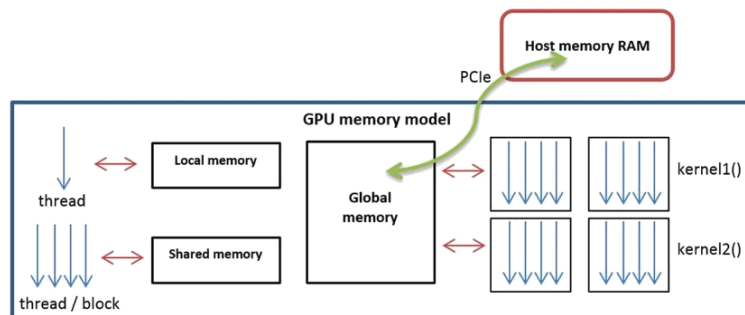 Host memory RAM
PCIe
GPU memory model
Local memory
thread
Global
memory
kernel1()
Shared memory
kernel2()
thread / block